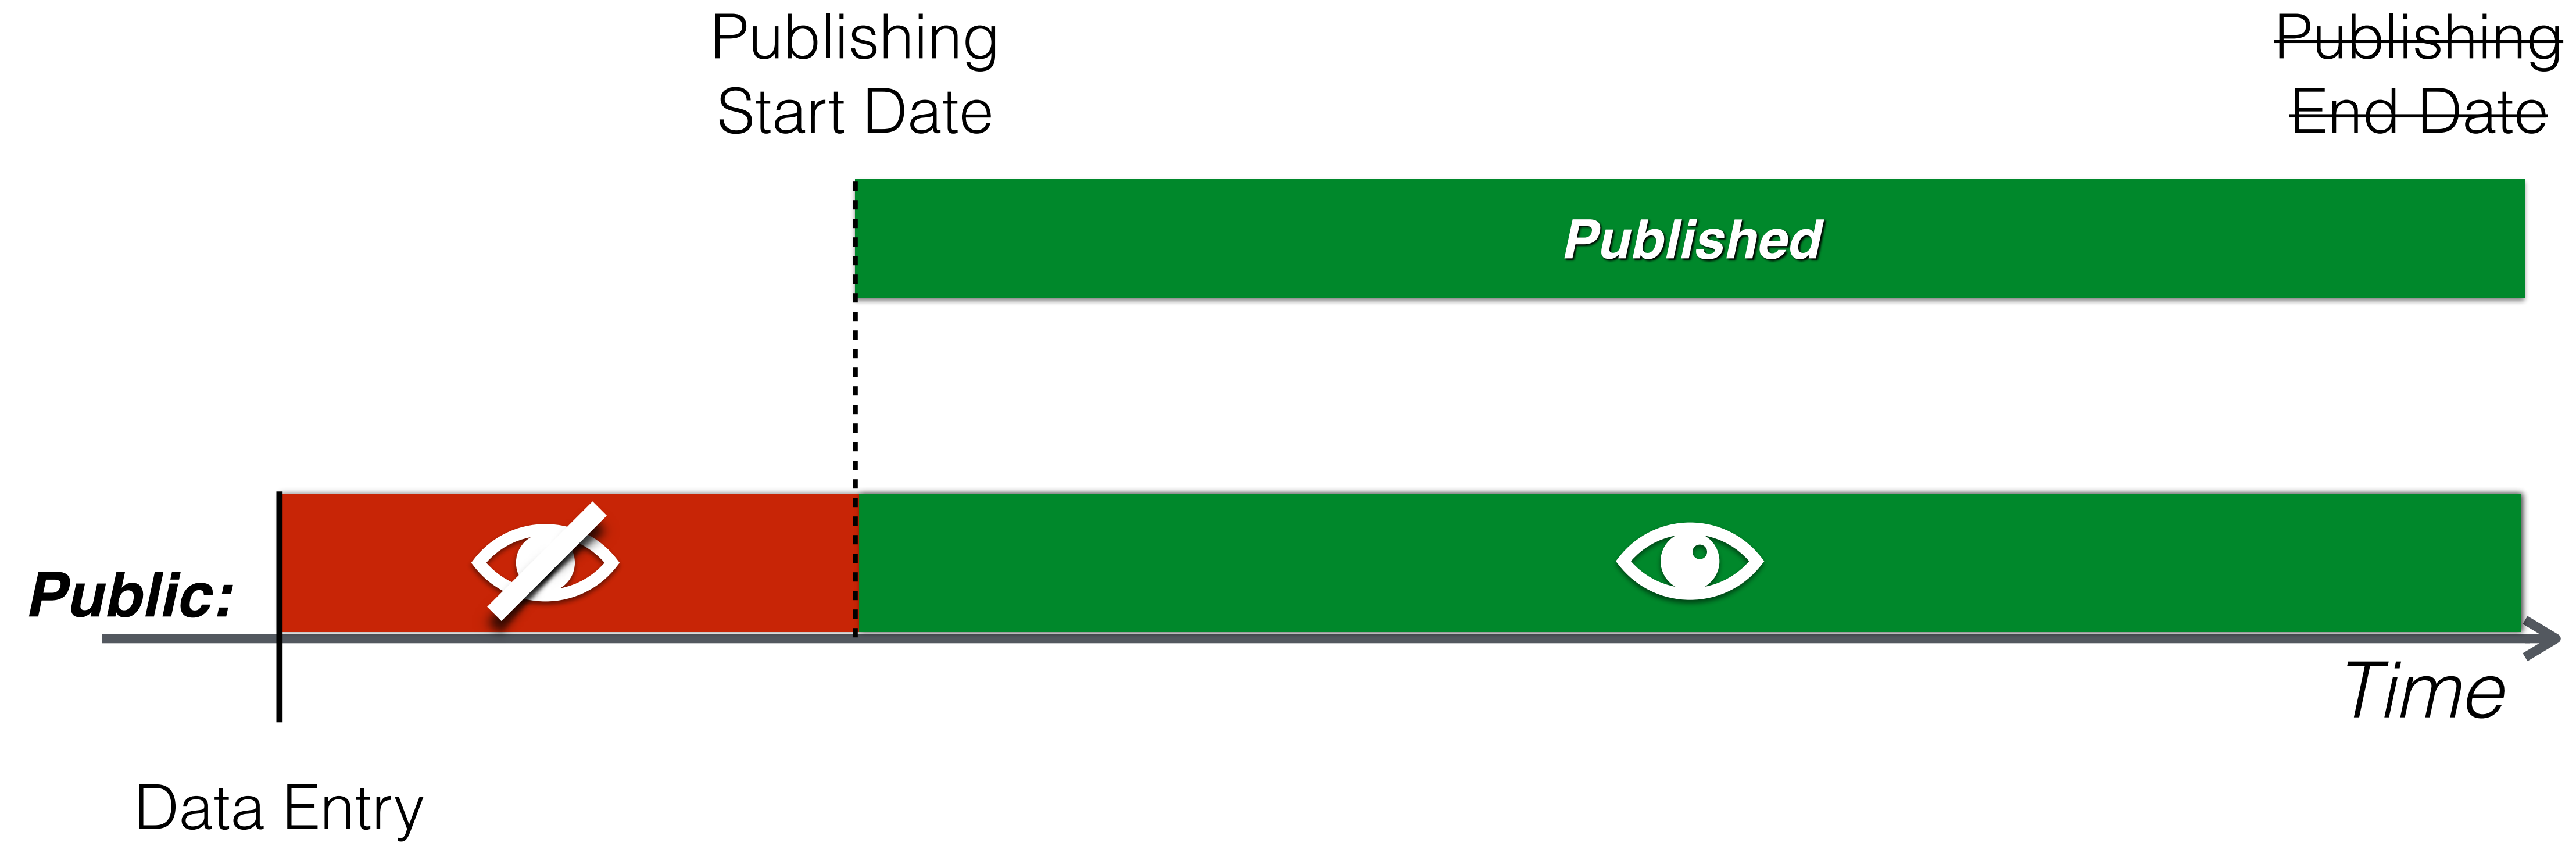 Publishing
Start Date
Publishing
End Date
Published
Public:
Time
Data Entry